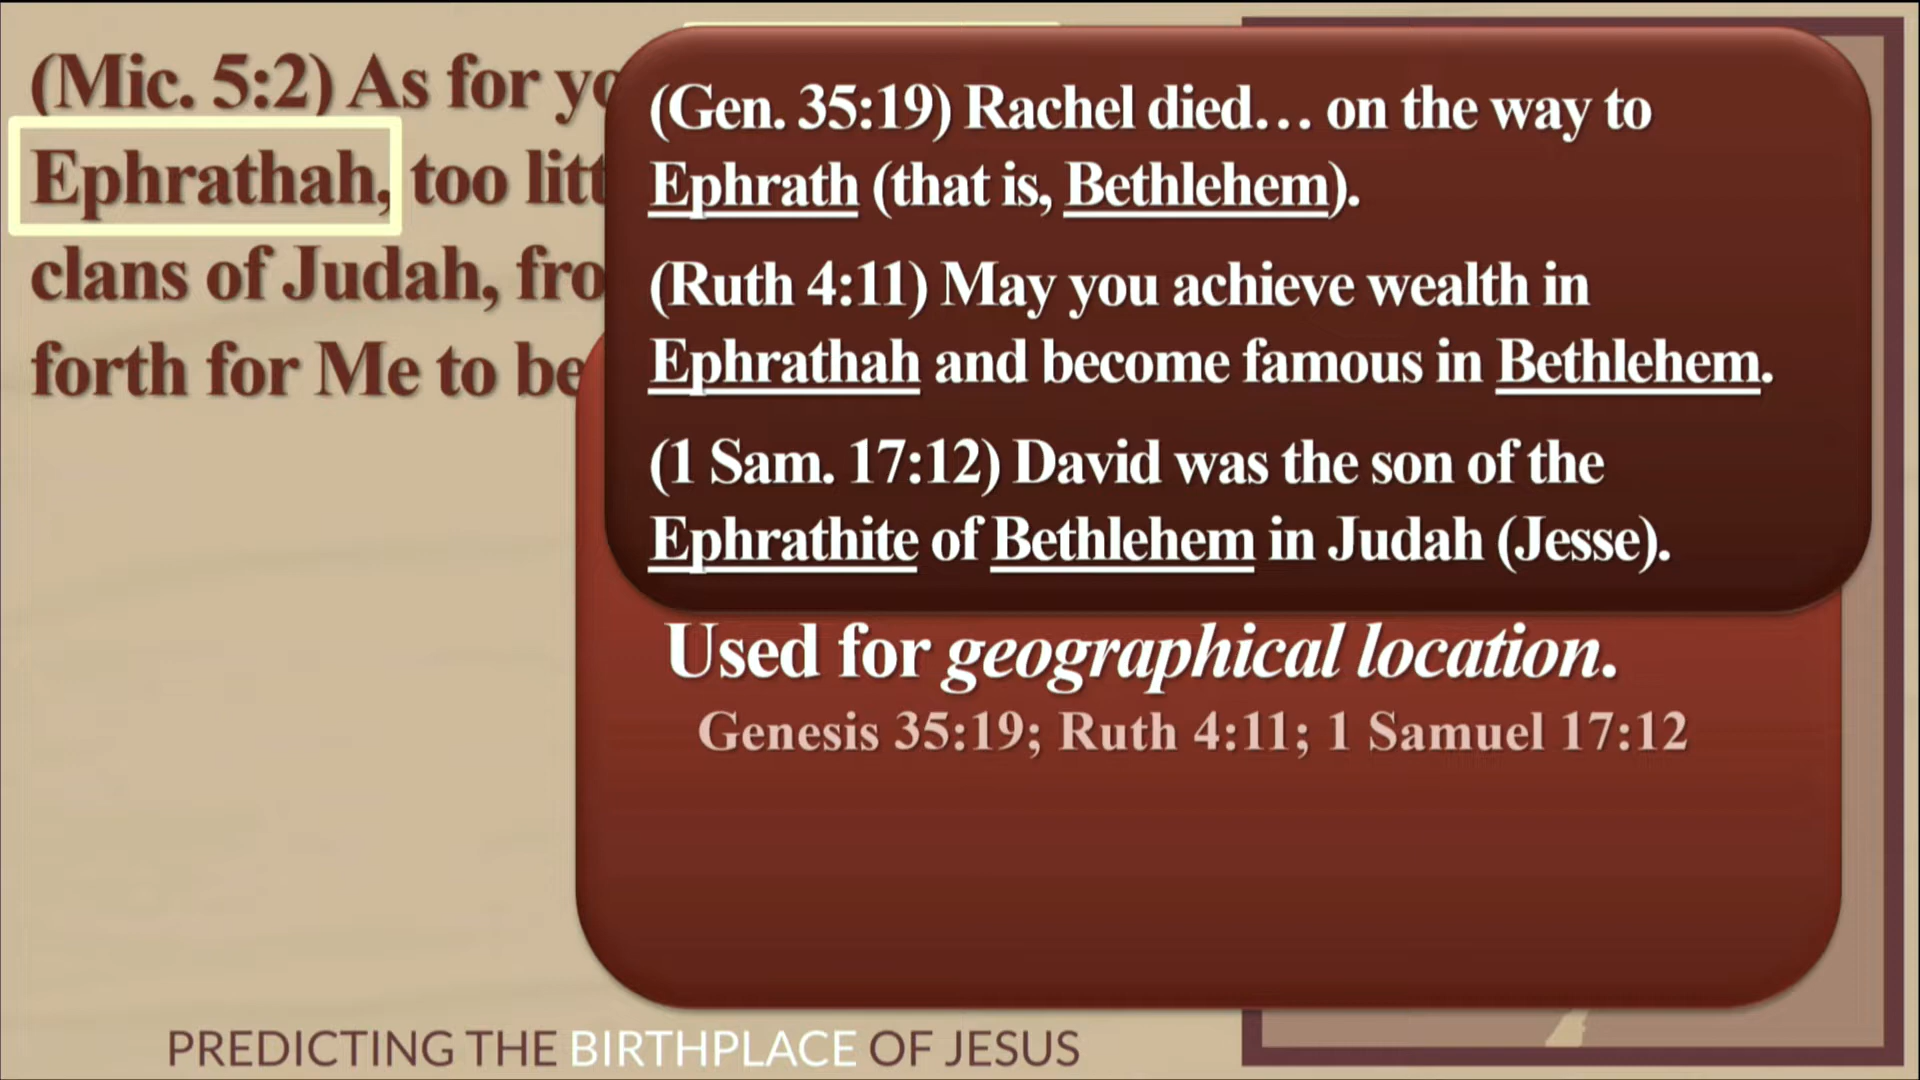 (Mic. 5:2) As for
Ephrathah, too
clans of Judah,
forth for Me to
(Gen. 35:19) Rachel died… on the way to
Ephrath (that is, Bethlehem).
(Ruth 4:11) May you achieve wealth in
Ephrathah and become famous in Bethlehem.
(1 Sam. 17:12) David was the son of the
Ephrathite of Bethlehem in Judah (Jesse).
Used for geographical location.
Genesis 35:19; Ruth 4:11; 1 Samuel 17:12
PREDICTING THE BIRTHPLACE OF JESUS